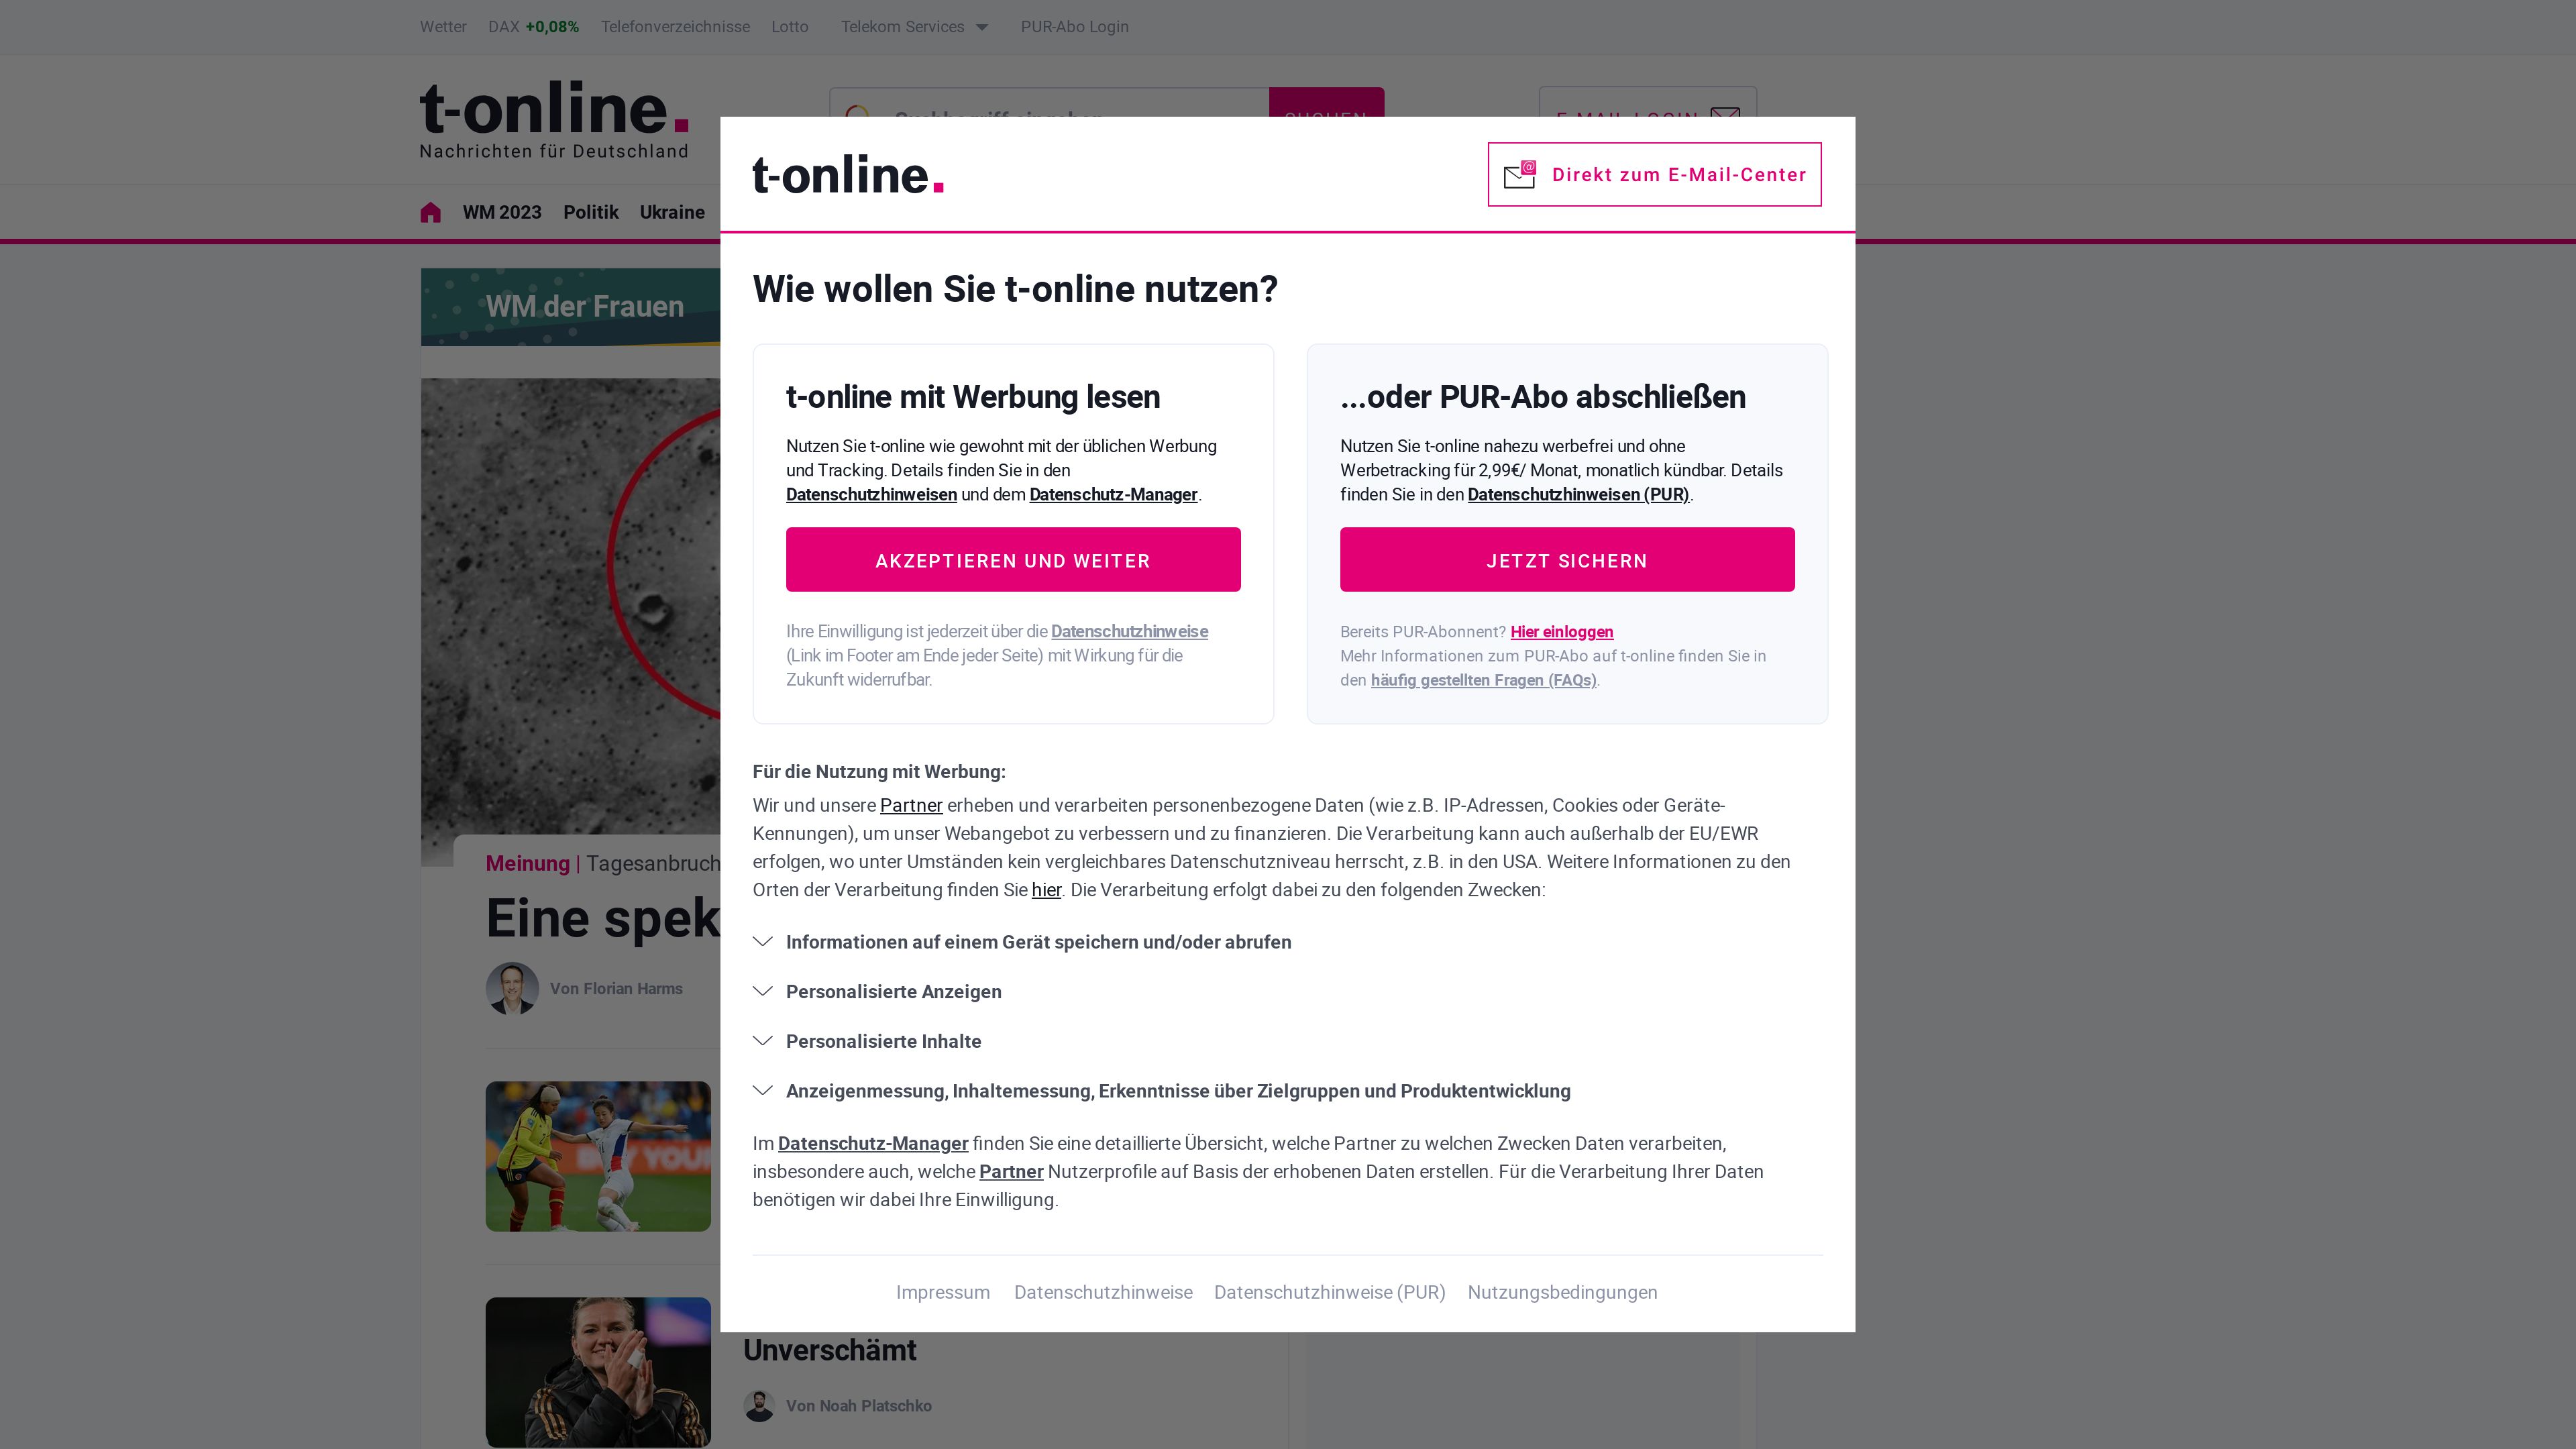 Wetter DAX +0,08% Telefonverzeichnisse Lotto Telekom Services PUR-Abo Login
t-online.
Nachrichten für Deutschland
WM 2023 Politik Ukraine
WM der Frauen
Meinung | Tagesanbruch
Eine spek
Von Florian Harms
Unverschämt
Von Noah Platschko
t-online.
Direkt zum E-Mail-Center
Wie wollen Sie t-online nutzen?
t-online mit Werbung lesen
Nutzen Sie t-online wie gewohnt mit der üblichen Werbung
und Tracking. Details finden Sie in den
Datenschutzhinweisen und dem Datenschutz-Manager.
AKZEPTIEREN UND WEITER
Ihre Einwilligung ist jederzeit über die Datenschutzhinweise
(Link im Footer am Ende jeder Seite) mit Wirkung für die
Zukunft widerrufbar.
...oder PUR-Abo abschließen
Nutzen Sie t-online nahezu werbefrei und ohne
Werbetracking für 2,99€/ Monat, monatlich kündbar. Details
finden Sie in den Datenschutzhinweisen (PUR).
JETZT SICHERN
Bereits PUR-Abonnent? Hier einloggen
Mehr Informationen zum PUR-Abo auf t-online finden Sie in
den häufig gestellten Fragen (FAQs).
Für die Nutzung mit Werbung:
Wir und unsere Partner erheben und verarbeiten personenbezogene Daten (wie z.B. IP-Adressen, Cookies oder Geräte-
Kennungen), um unser Webangebot zu verbessern und zu finanzieren. Die Verarbeitung kann auch außerhalb der EU/EWR
erfolgen, wo unter Umständen kein vergleichbares Datenschutzniveau herrscht, z.B. in den USA. Weitere Informationen zu den
Orten der Verarbeitung finden Sie hier. Die Verarbeitung erfolgt dabei zu den folgenden Zwecken:
Informationen auf einem Gerät speichern und/oder abrufen
Personalisierte Anzeigen
Personalisierte Inhalte
Anzeigenmessung, Inhaltemessung, Erkenntnisse über Zielgruppen und Produktentwicklung
Im Datenschutz-Manager finden Sie eine detaillierte Übersicht, welche Partner zu welchen Zwecken Daten verarbeiten,
insbesondere auch, welche Partner Nutzerprofile auf Basis der erhobenen Daten erstellen. Für die Verarbeitung Ihrer Daten
benötigen wir dabei Ihre Einwilligung.
Impressum Datenschutzhinweise Datenschutzhinweise (PUR) Nutzungsbedingungen